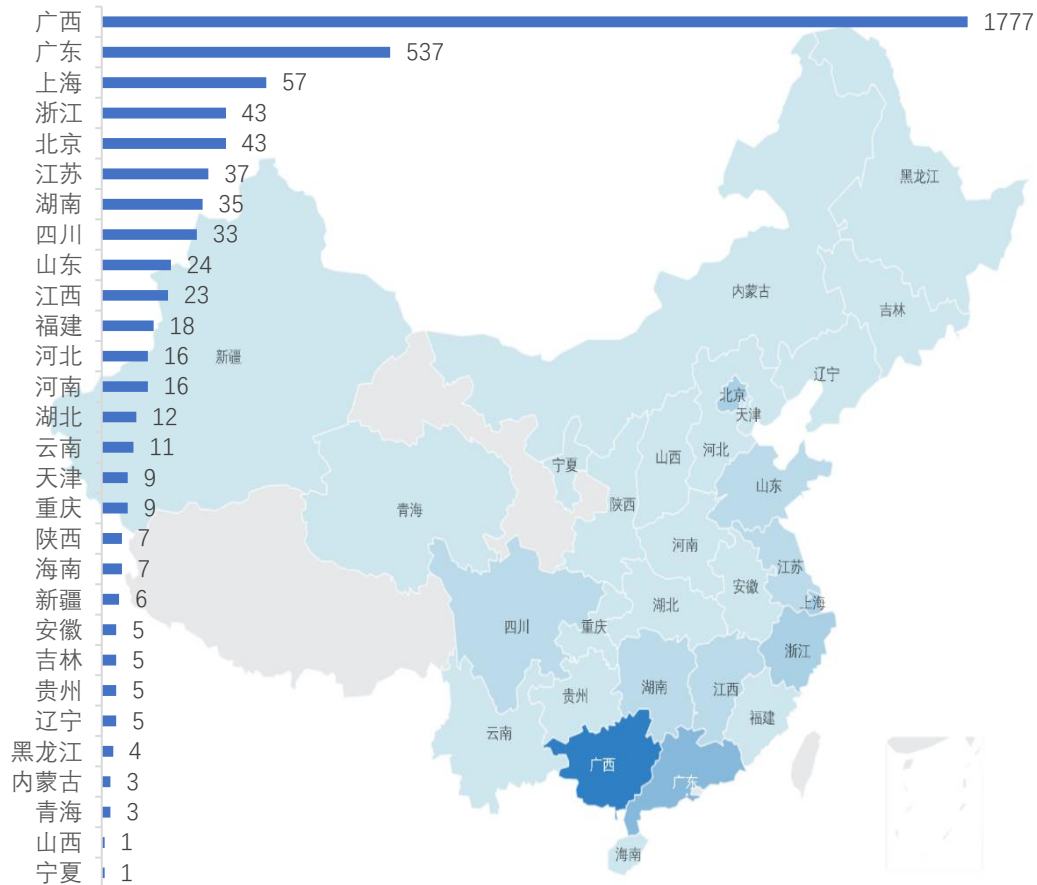 广西 1777
广东 537
上海 57
浙江 43
北京 43
江苏 37
湖南 35
四川 33
山东 24
江西 23
福建 18
河北 16
河南 16
湖北 12
云南 11
天津 9
重庆 9
陕西 7
海南 7
新疆 6
安徽 5
吉林 5
贵州 5
辽宁 5
黑龙江 4
内蒙古 3
青海 3
山西 1
宁夏 1
黑龙江
内蒙古
吉林
新疆
辽宁
北京
天津
河北
山西
宁夏
山东
陕西
青海
河南
江苏
安徽
上海
湖北
四川
重庆
浙江
湖南
江西
贵州
福建
云南
广西
广东
海南